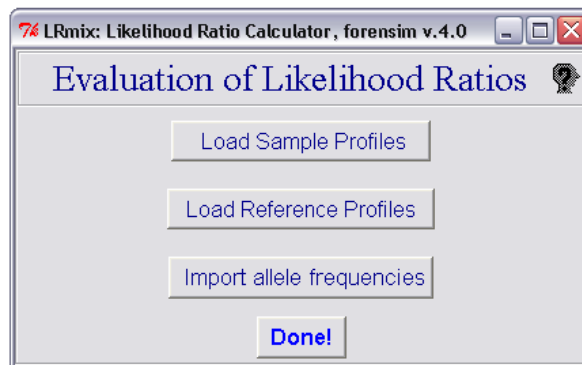 LRmix: Likelihood Ratio Calculator, forensim v.4.0
Evaluation of Likelihood Ratios
Load Sample Profiles
Load Reference Profiles
Import allele frequencies
Done!